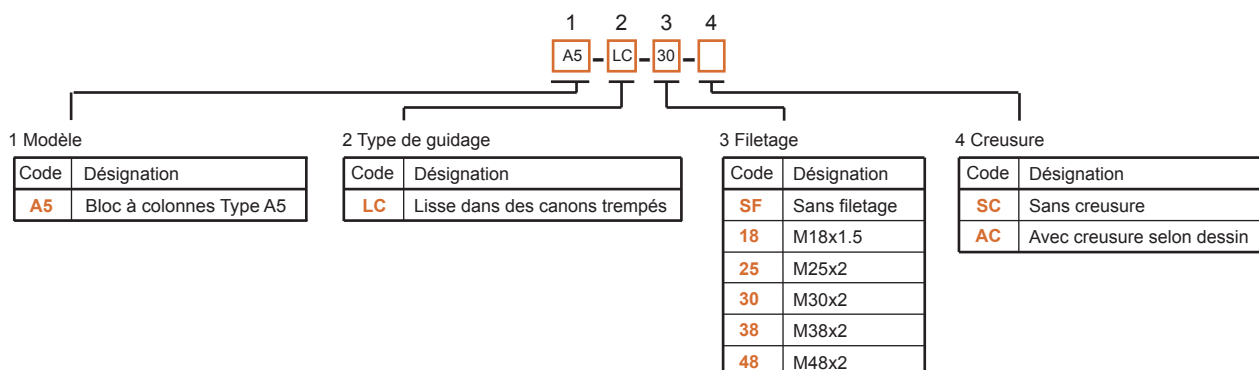 1 2 3 4
A5 - LC - 30 -
1 Modèle
Code Désignation
A5 Bloc à colonnes Type A5
2 Type de guidage
Code Désignation
LC Lisse dans des canons trempés
3 Filetage
Code Désignation
SF Sans filetage
18 M18x1.5
25 M25x2
30 M30x2
38 M38x2
48 M48x2
4 Creusure
Code Désignation
SC Sans creusure
AC Avec creusure selon dessin